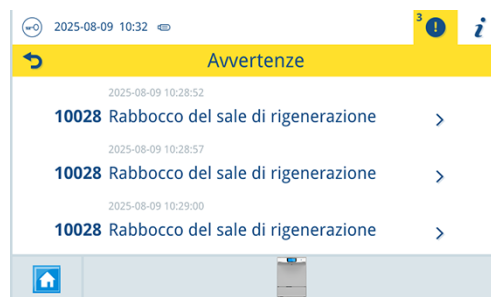 2025-08-09 10:32
3
Avvertenze
2025-08-09 10:28:52
10028 Rabbocco del sale di rigenerazione
2025-08-09 10:28:57
10028 Rabbocco del sale di rigenerazione
2025-08-09 10:29:00
10028 Rabbocco del sale di rigenerazione